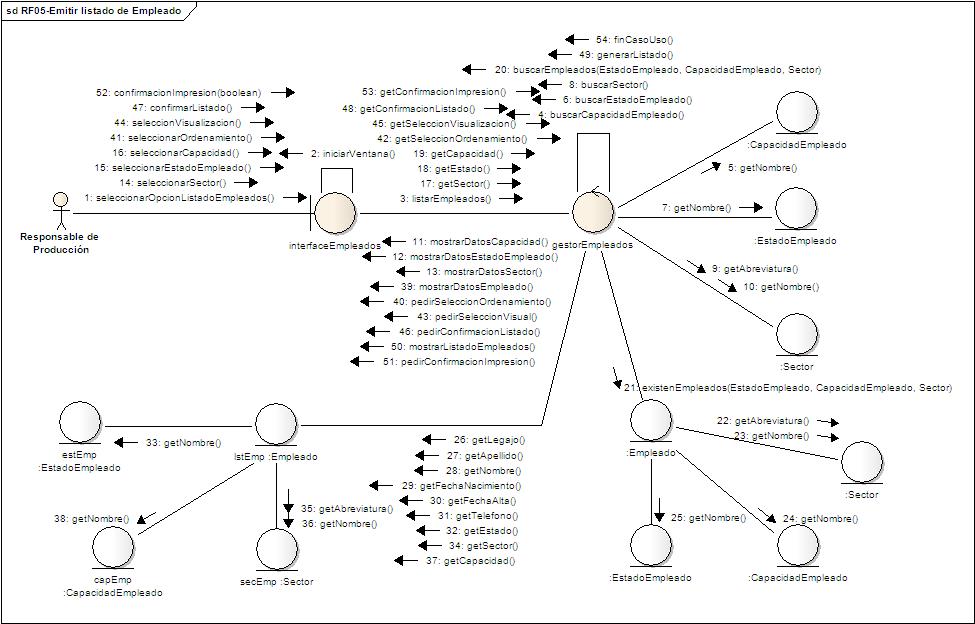 sd RF05-Emitir listado de Empleado
54: finCasoUso()
49: generarListado()
20: buscarEmpleados(EstadoEmpleado, CapacidadEmpleado, Sector)
8: buscarSector()
6: buscarEstadoEmpleado()
4: buscarCapacidadEmpleado()
52: confirmacionImpresion(boolean)
47: confirmarListado()
44: seleccionVisualizacion()
41: seleccionarOrdenamiento()
16: seleccionarCapacidad()
15: seleccionarEstadoEmpleado()
14: seleccionarSector()
1: seleccionarOpcionListadoEmpleados()
2: iniciarVentana()
53: getConfirmacionImpresion()
48: getConfirmacionListado()
45: getSeleccionVisualizacion()
42: getSeleccionOrdenamiento()
19: getCapacidad()
18: getEstado()
17: getSector()
3: listarEmpleados()
:CapacidadEmpleado
5: getNombre()
7: getNombre()
:EstadoEmpleado
9: getAbreviatura()
10: getNombre()
:Sector
Responsable de
Producción
interfaceEmpleados
gestorEmpleados
11: mostrarDatosCapacidad()
12: mostrarDatosEstadoEmpleado()
13: mostrarDatosSector()
39: mostrarDatosEmpleado()
40: pedirSeleccionOrdenamiento()
43: pedirSeleccionVisual()
46: pedirConfirmacionListado()
50: mostrarListadoEmpleados()
51: pedirConfirmacionImpresion()
21: existenEmpleados(EstadoEmpleado, CapacidadEmpleado, Sector)
22: getAbreviatura()
23: getNombre()
:Empleado
:Sector
25: getNombre()
24: getNombre()
:EstadoEmpleado
:CapacidadEmpleado
33: getNombre()
estEmp
:EstadoEmpleado
lstEmp :Empleado
26: getLegajo()
27: getApellido()
28: getNombre()
29: getFechaNacimiento()
30: getFechaAlta()
31: getTelefono()
32: getEstado()
34: getSector()
37: getCapacidad()
35: getAbreviatura()
36: getNombre()
38: getNombre()
capEmp
:CapacidadEmpleado
secEmp :Sector